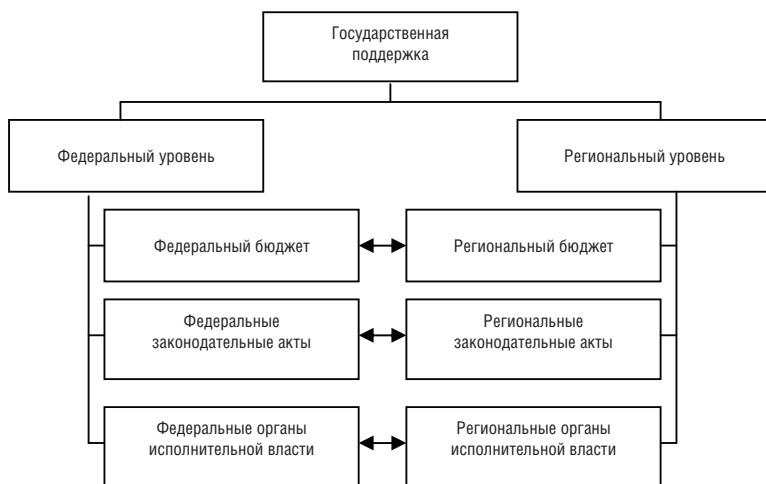 Государственная
поддержка
Федеральный уровень
Региональный уровень
Федеральный бюджет
Региональный бюджет
Федеральные
законодательные акты
Региональные
законодательные акты
Федеральные органы
исполнительной власти
Региональные органы
исполнительной власти